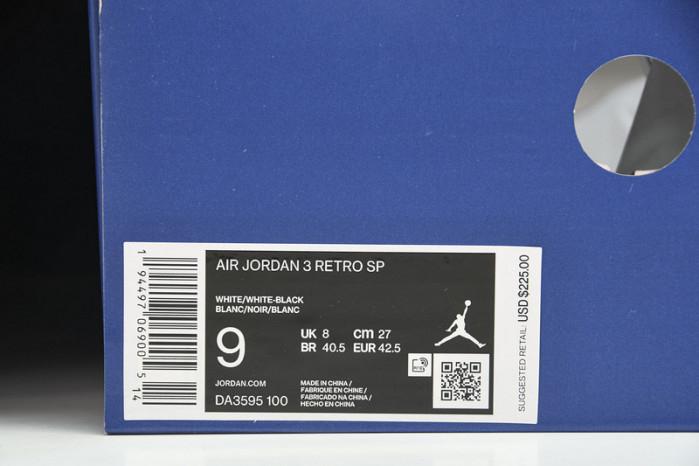 AIR JORDAN 3 RETRO SP
WHITE/WHITE-BLACK
BLANC/NOIR/BLANC
9
UK 8 cm 27
BR 40.5 EUR 42.5
JORDAN.COM
DA3595 100
MADE IN CHINA /
FABRIQUE EN CHINE /
FABRICADO NA CHINA /
HECHO EN CHINA
1 94497 06900 5 14
SUGGESTED RETAIL: USD $225.00